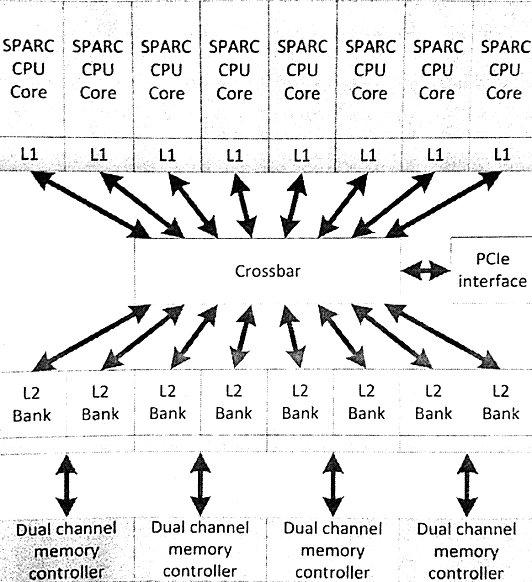 SPARC CPU Core SPARC CPU Core SPARC CPU Core SPARC CPU Core SPARC CPU Core SPARC CPU Core SPARC CPU Core SPARC CPU Core
L1 L1 L1 L1 L1 L1 L1 L1
Crossbar
PCIe
interface
L2 Bank L2 Bank L2 Bank L2 Bank L2 Bank L2 Bank L2 Bank L2 Bank
Dual channel
memory
controller
Dual channel
memory
controller
Dual channel
memory
controller
Dual channel
memory
controller